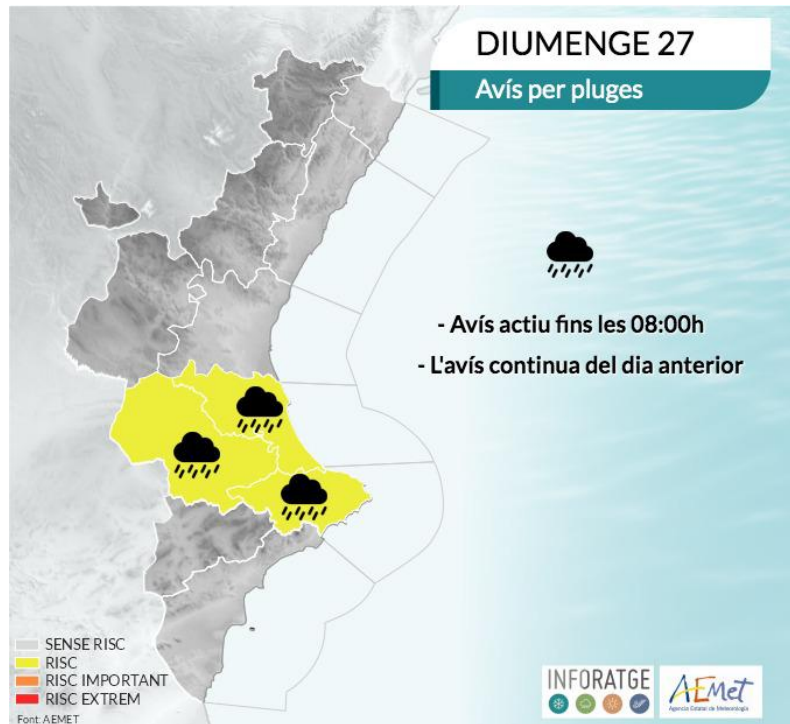 DIUMENGE 27
Avís per pluges
- Avís actiu fins les 08:00h
- L'avís continua del dia anterior
SENSE RISC
RISC
RISC IMPORTANT
RISC EXTREM
Font: AEMET
INFORATGE
AEMet
Agencia Estatal de Meteorología